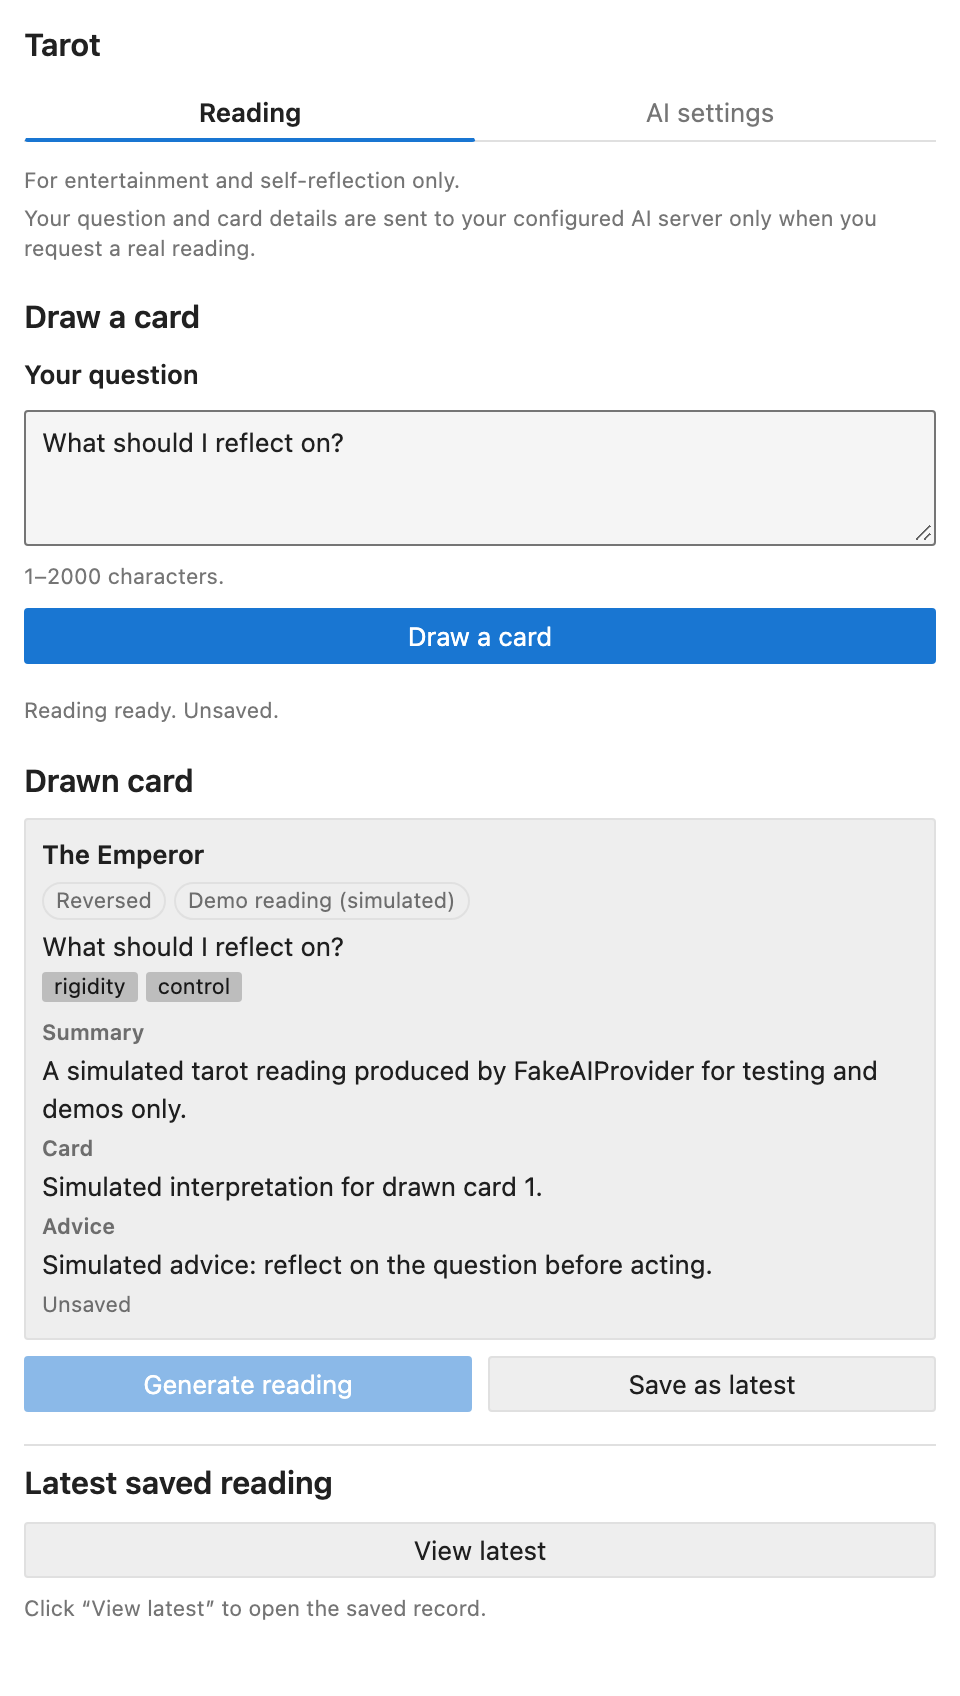 Tarot
Reading
AI settings
For entertainment and self-reflection only.
Your question and card details are sent to your configured AI server only when you
request a real reading.
Draw a card
Your question
What should I reflect on?
1–2000 characters.
Draw a card
Reading ready. Unsaved.
Drawn card
The Emperor
Reversed
Demo reading (simulated)
What should I reflect on?
rigidity
control
Summary
A simulated tarot reading produced by FakeAIProvider for testing and
demos only.
Card
Simulated interpretation for drawn card 1.
Advice
Simulated advice: reflect on the question before acting.
Unsaved
Generate reading
Save as latest
Latest saved reading
View latest
Click “View latest” to open the saved record.